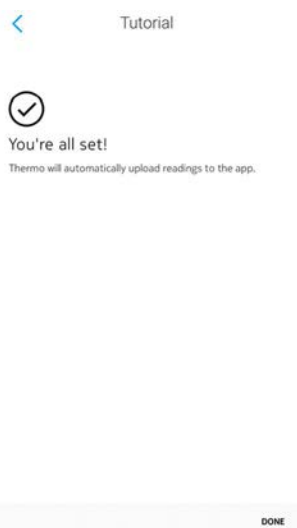 Tutorial
You're all set!
Thermo will automatically upload readings to the app.
DONE